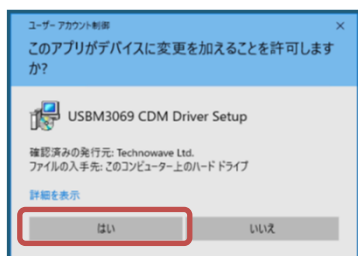 ユーザー アカウント制御
このアプリがデバイスに変更を加えることを許可します
か?
USBM3069 CDM Driver Setup
確認済みの発行元: Technowave Ltd.
ファイルの入手先: このコンピューター上のハード ドライブ
詳細を表示
はい
いいえ